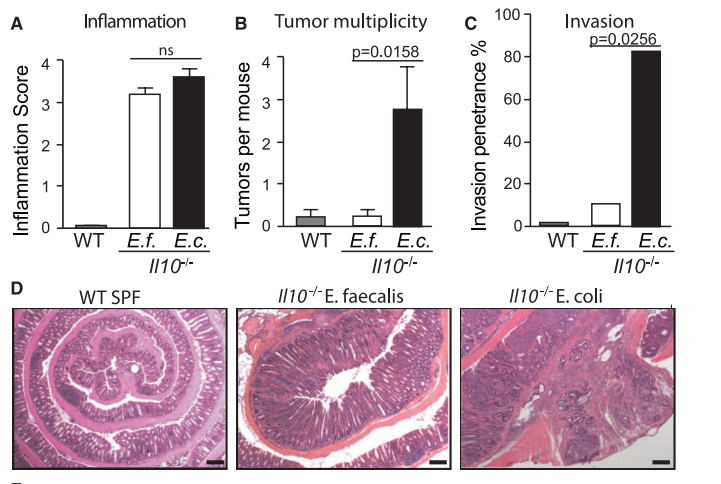 A Inflammation
ns
Inflammation Score
4
3
2
1
0
WT E.f. E.c.
Il10-/-
B Tumor multiplicity
p=0.0158
Tumors per mouse
4
3
2
1
0
WT E.f. E.c.
Il10-/-
C Invasion
p=0.0256
Invasion penetrance %
100
80
60
40
20
0
WT E.f. E.c.
Il10-/-
D
WT SPF
Il10-/- E. faecalis
Il10-/- E. coli